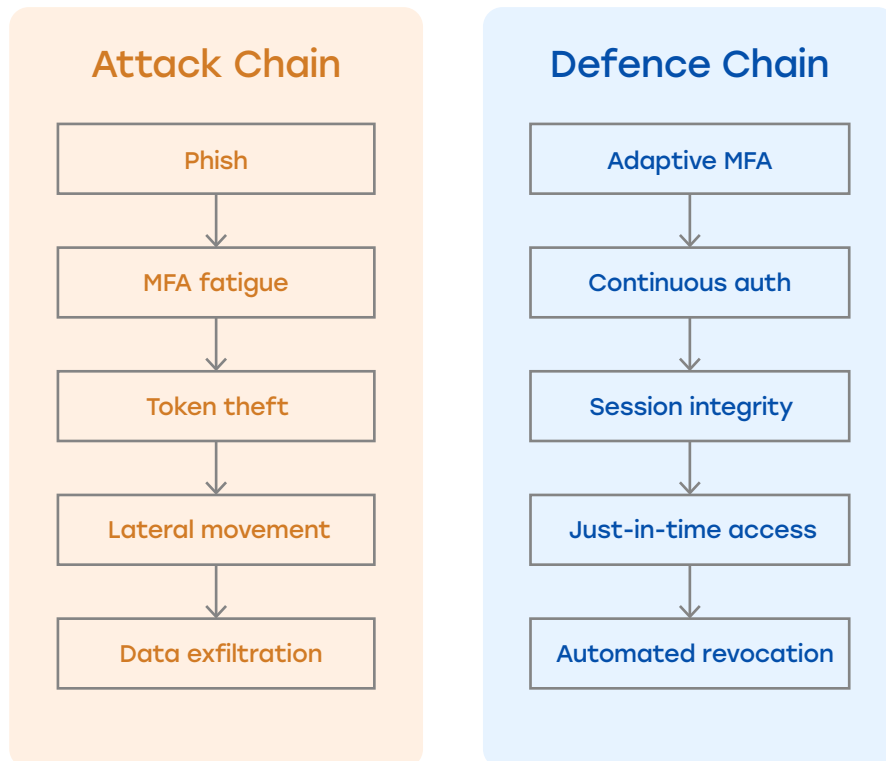 Attack Chain
Phish
MFA fatigue
Token theft
Lateral movement
Data exfiltration
Defence Chain
Adaptive MFA
Continuous auth
Session integrity
Just-in-time access
Automated revocation